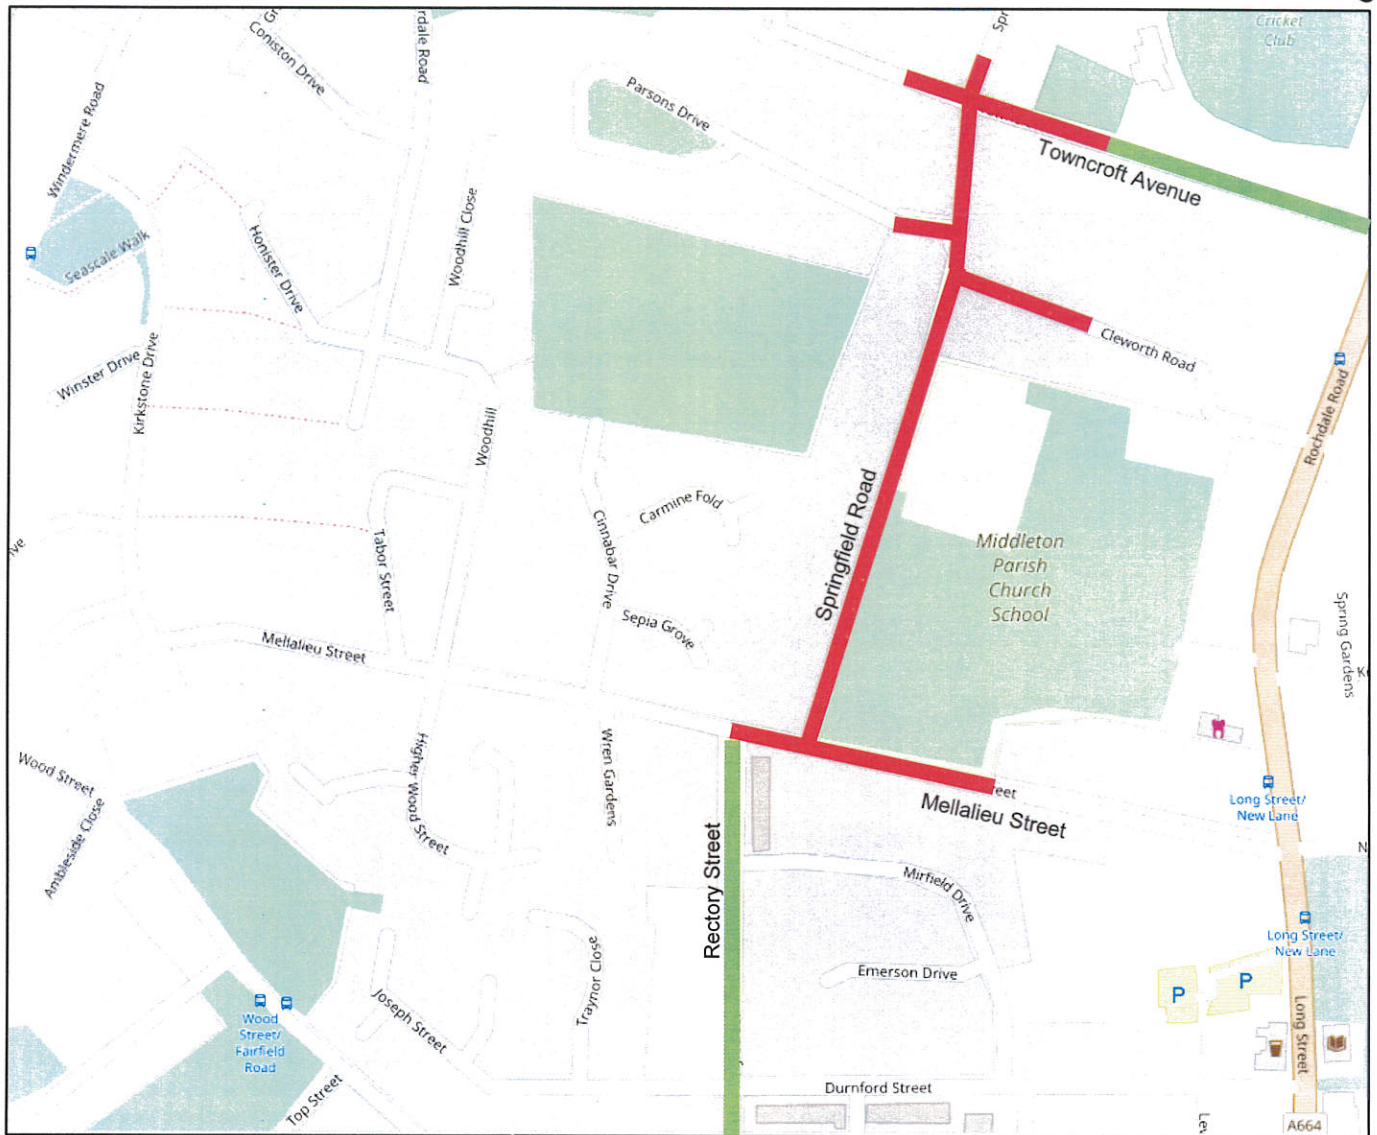 Coniston Drive
rdale Road
Spr
Cricket
Club
Windermere Road
Parsons Drive
Towncroft Avenue
Woodhill Close
Seascale Walk
Honister Drive
Cleworth Road
Winster Drive
Kirkstone Drive
Rochdale Road
Woodhill
Springfield Road
Carmine Fold
Cinnabar Drive
Tabor Street
Middleton
Parish
Church
School
Sepia Grove
Spring Gardens
Mellalieu Street
Wood Street
Ambleside Close
Higher Wood Street
Wren Gardens
reet
Mellalieu Street
Long Street/
New Lane
Rectory Street
Mirfield Drive
Long Street/
New Lane
Emerson Drive
P
P
Traynor Close
Joseph Street
Wood
Street/
Fairfield
Road
Long Street
Top Street
Durnford Street
A664